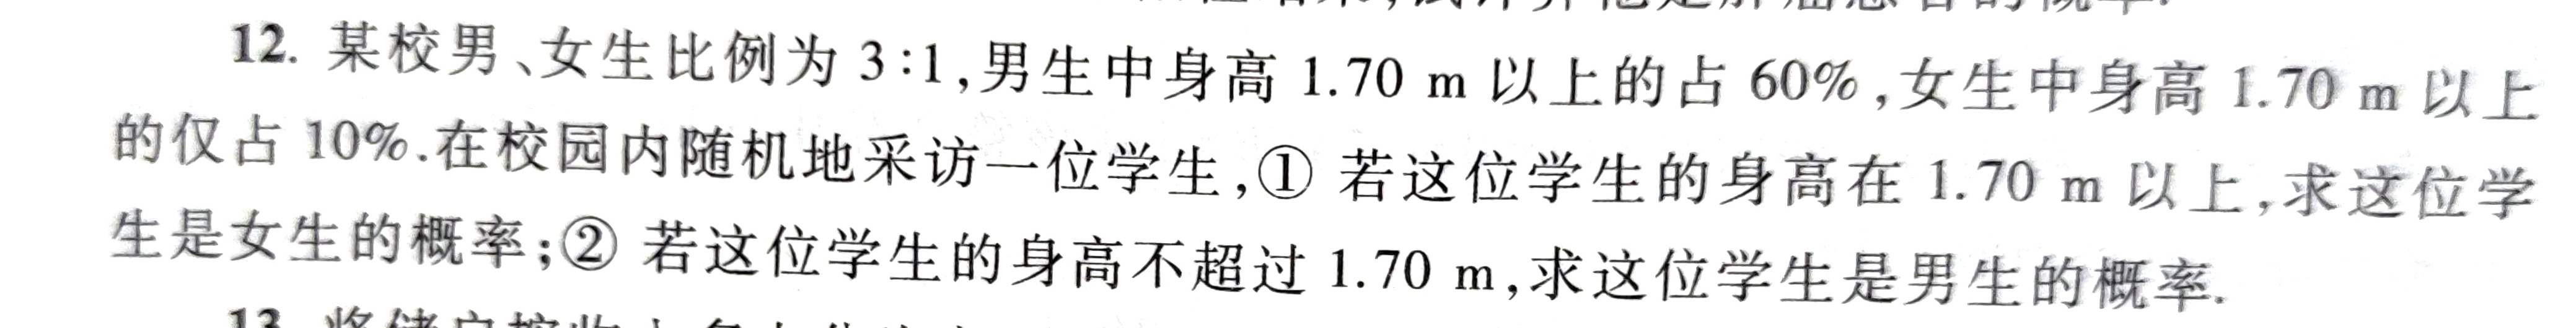 12. 某校男、女生比例为 3∶1,男生中身高 1.70 m 以上的占 60%,女生中身高 1.70 m 以上
的仅占 10%.在校园内随机地采访一位学生,① 若这位学生的身高在 1.70 m 以上,求这位学
生是女生的概率;② 若这位学生的身高不超过 1.70 m,求这位学生是男生的概率.